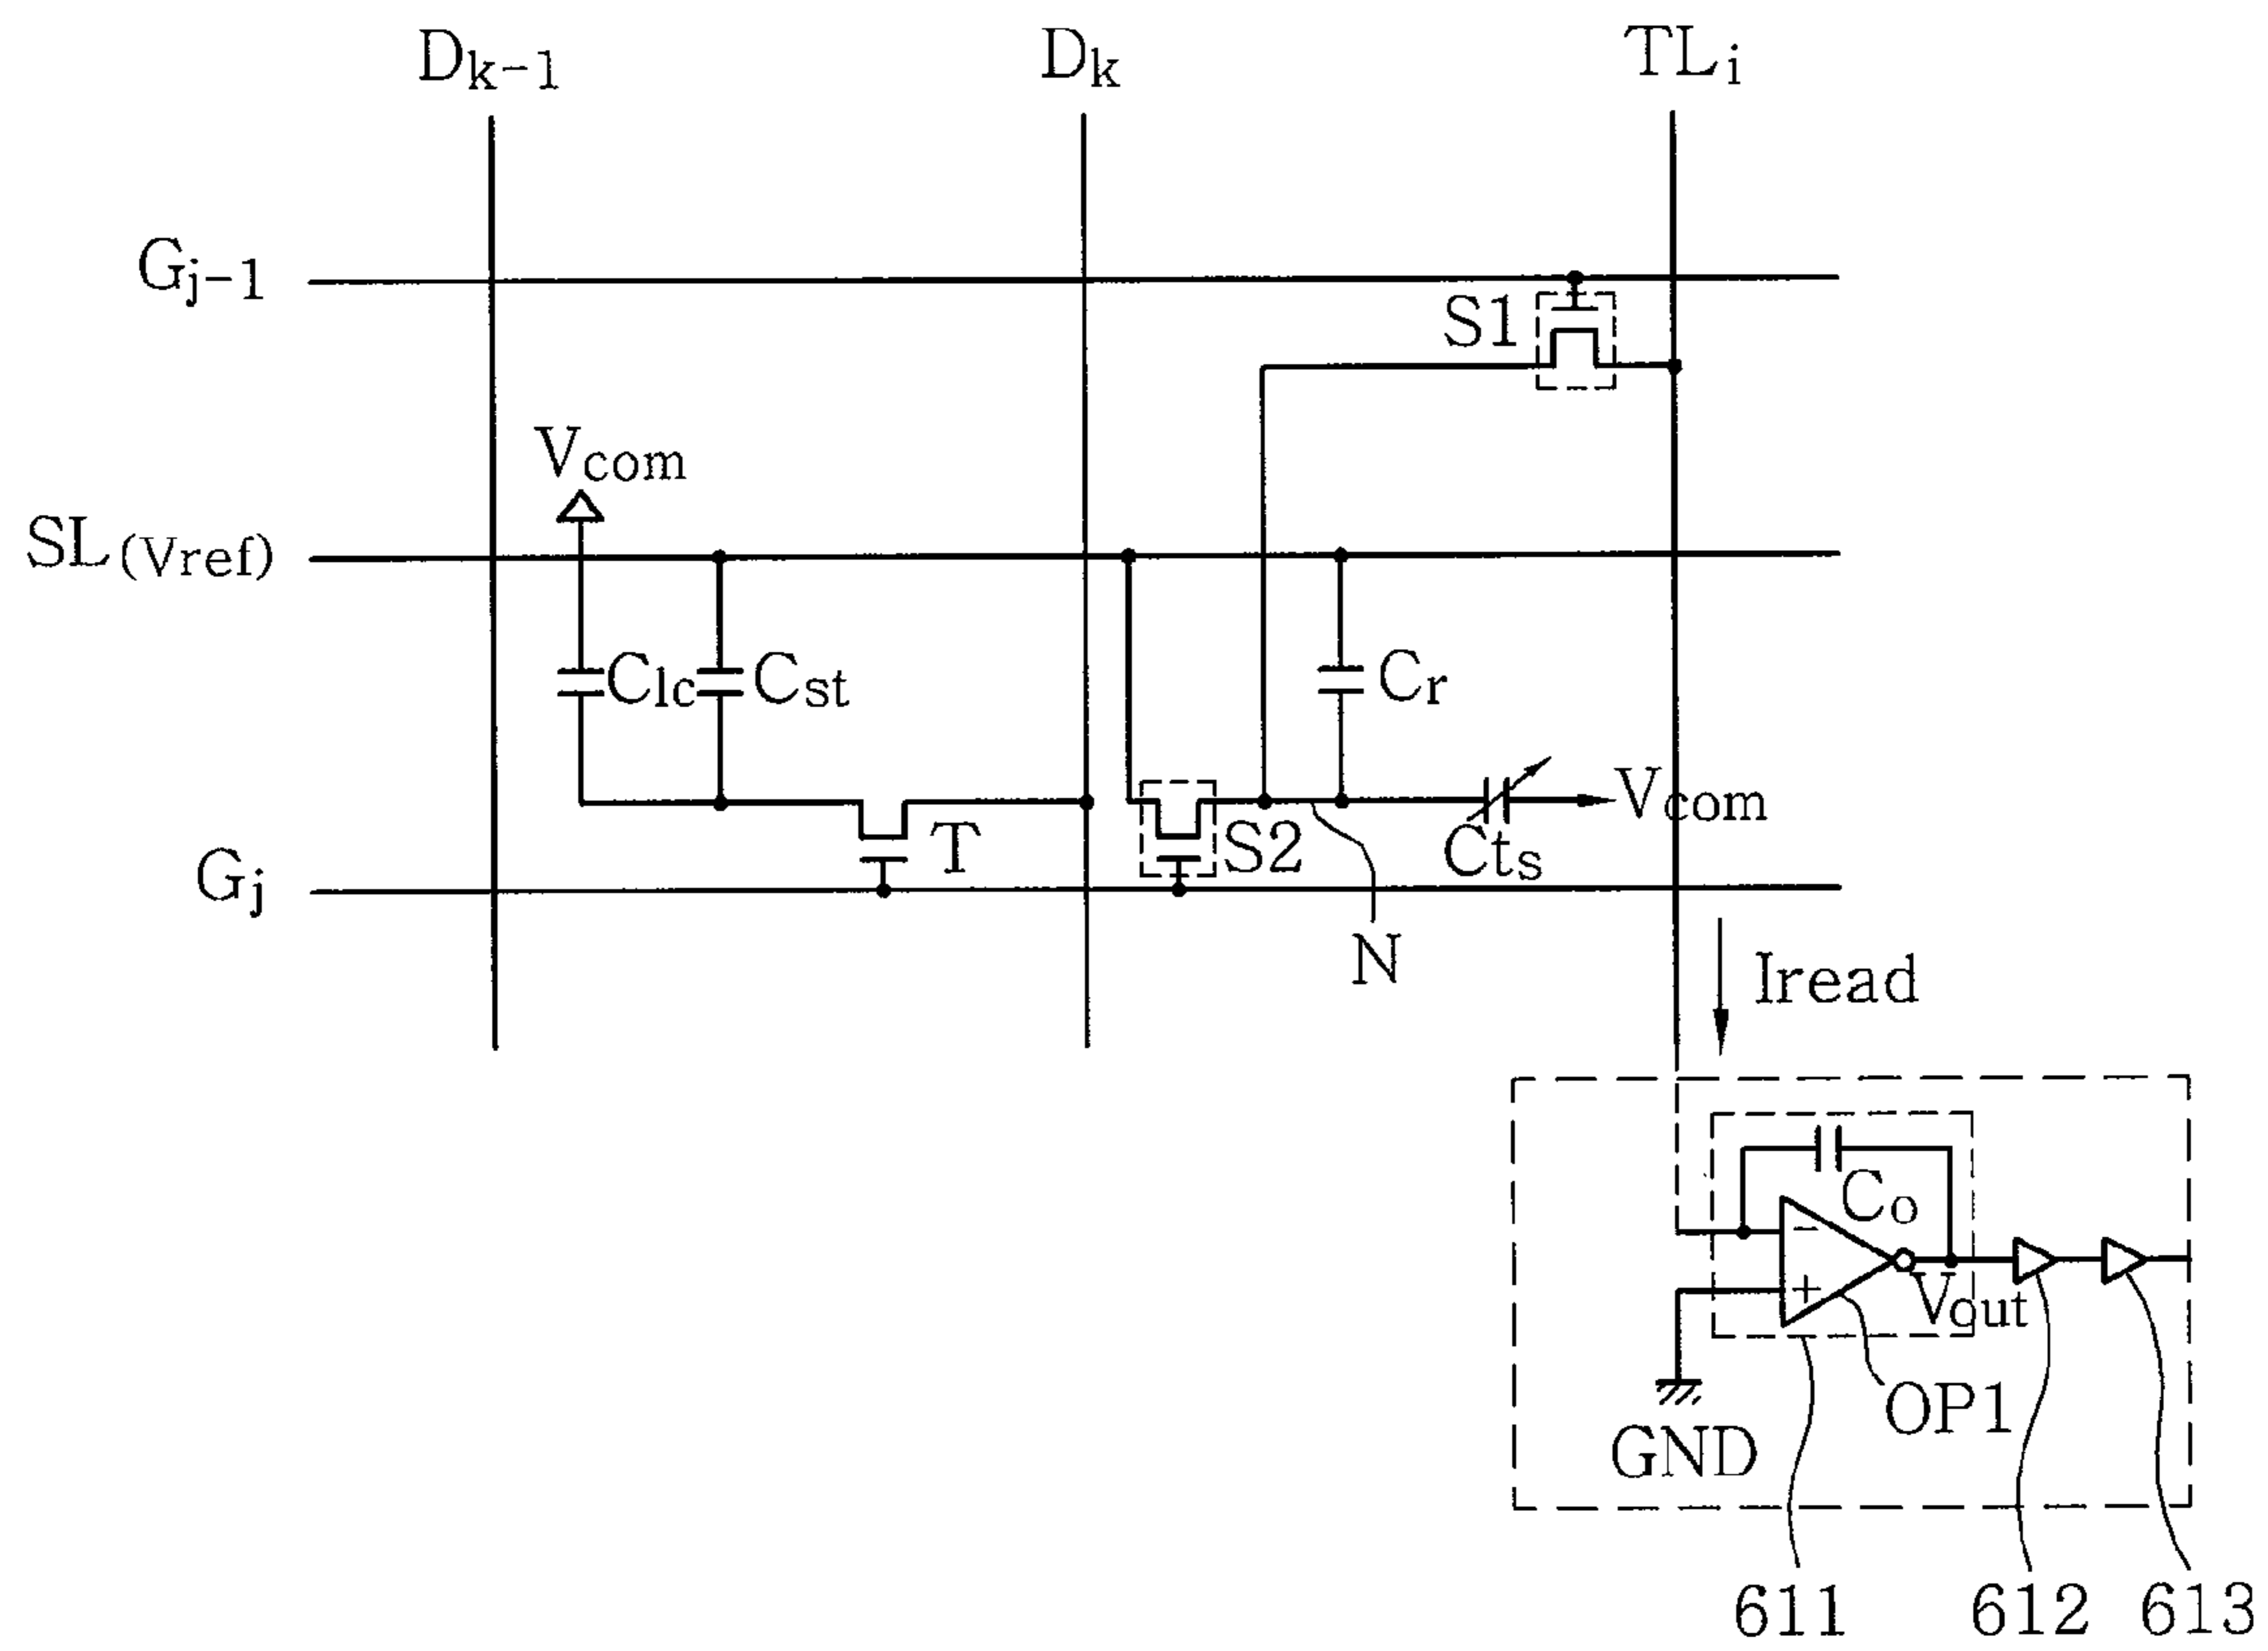 Dk-1
Dk
TLi
Gj-1
S1
Vcom
SL(Vref)
Clc
Cst
Cr
Vcom
T
S2
Cts
Gj
N
Iread
Co
−
+
Vout
OP1
GND
611
612
613